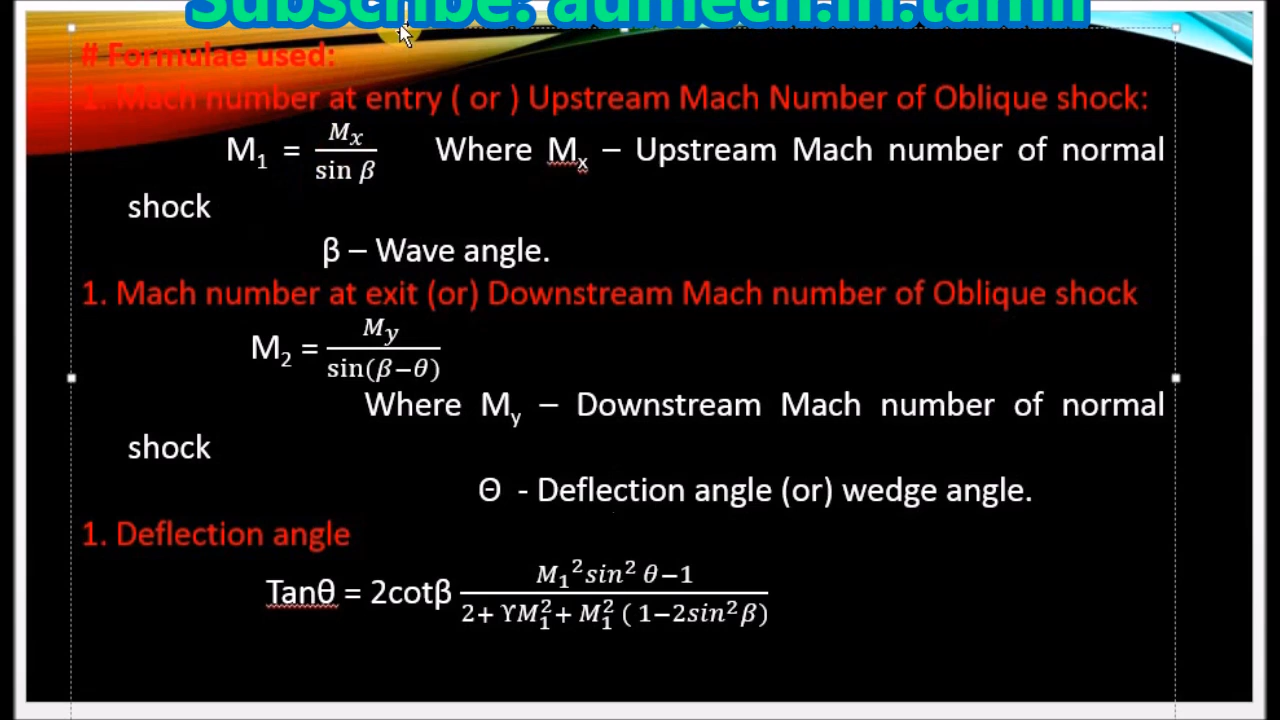 Subscribe: admech.in.tamil
# Formulae used:
1. Mach number at entry ( or ) Upstream Mach Number of Oblique shock:
M₁ = Mₓ / sin β Where Mₓ – Upstream Mach number of normal
shock
β – Wave angle.
1. Mach number at exit (or) Downstream Mach number of Oblique shock
M₂ = M_y / sin(β−θ)
Where M_y – Downstream Mach number of normal
shock
Θ - Deflection angle (or) wedge angle.
1. Deflection angle
Tanθ = 2cotβ (M₁² sin² θ−1) / (2+ ϒM₁² + M₁² ( 1−2sin²β))